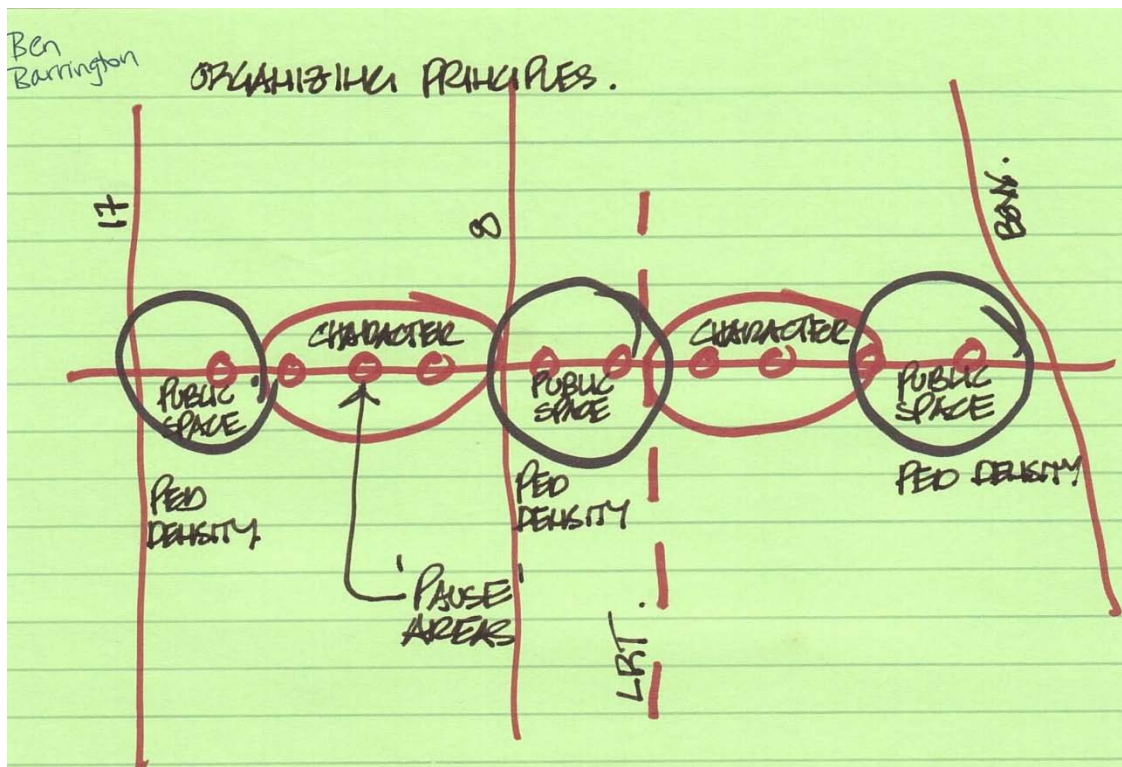 Ben
Barrington
ORGANIZING PRINCIPLES.
17
8
BOW.
CHARACTER
CHARACTER
PUBLIC
SPACE
PUBLIC
SPACE
PUBLIC
SPACE
PED
DENSITY
PED
DENSITY
PED DENSITY
'PAUSE'
AREAS
LRT.